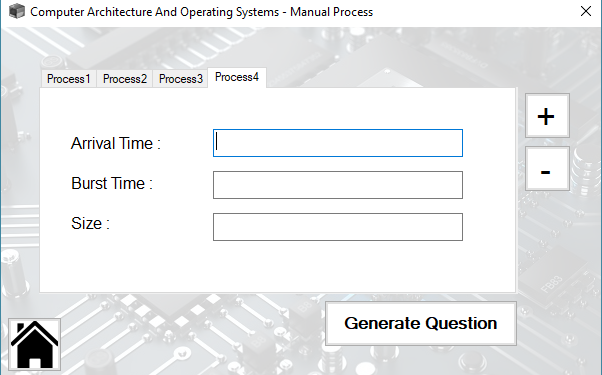 Computer Architecture And Operating Systems - Manual Process
Process1 Process2 Process3 Process4
+
Arrival Time :
-
Burst Time :
Size :
Generate Question